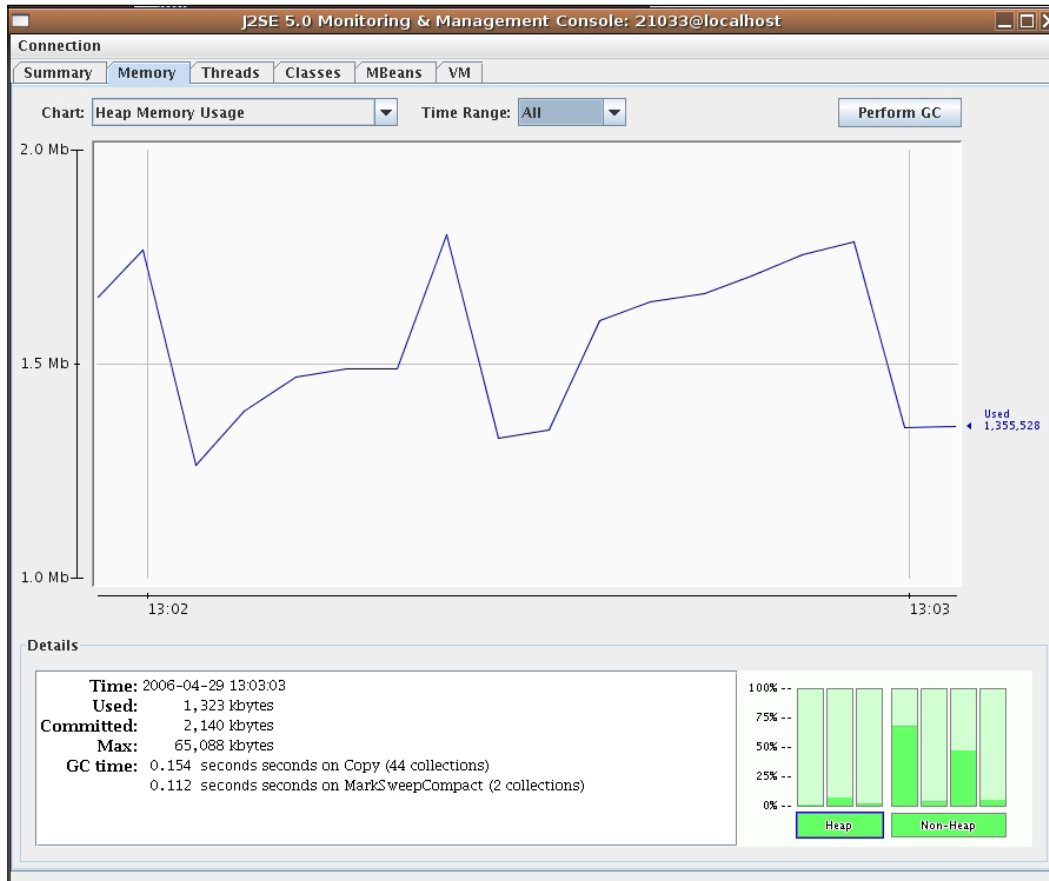 J2SE 5.0 Monitoring & Management Console: 21033@localhost
Connection
Summary Memory Threads Classes MBeans VM
Chart: Heap Memory Usage Time Range: All Perform GC
2.0 Mb
1.5 Mb
Used
1,355,528
1.0 Mb
13:02 13:03
Details
Time: 2006-04-29 13:03:03
Used: 1,323 kbytes
Committed: 2,140 kbytes
Max: 65,088 kbytes
GC time: 0.154 seconds seconds on Copy (44 collections)
0.112 seconds seconds on MarkSweepCompact (2 collections)
100% --
75% --
50% --
25% --
0% --
Heap Non-Heap